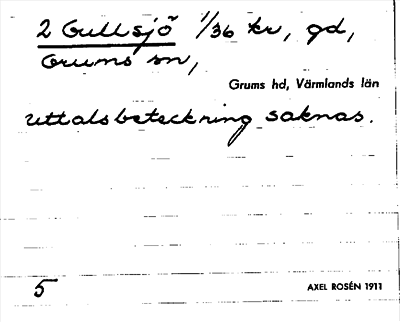 2 Gullsjö 1/36 kr, gd,
Grums sn,
Grums hd, Värmlands län
uttalsbeteckning saknas.
5
AXEL ROSÉN 1911